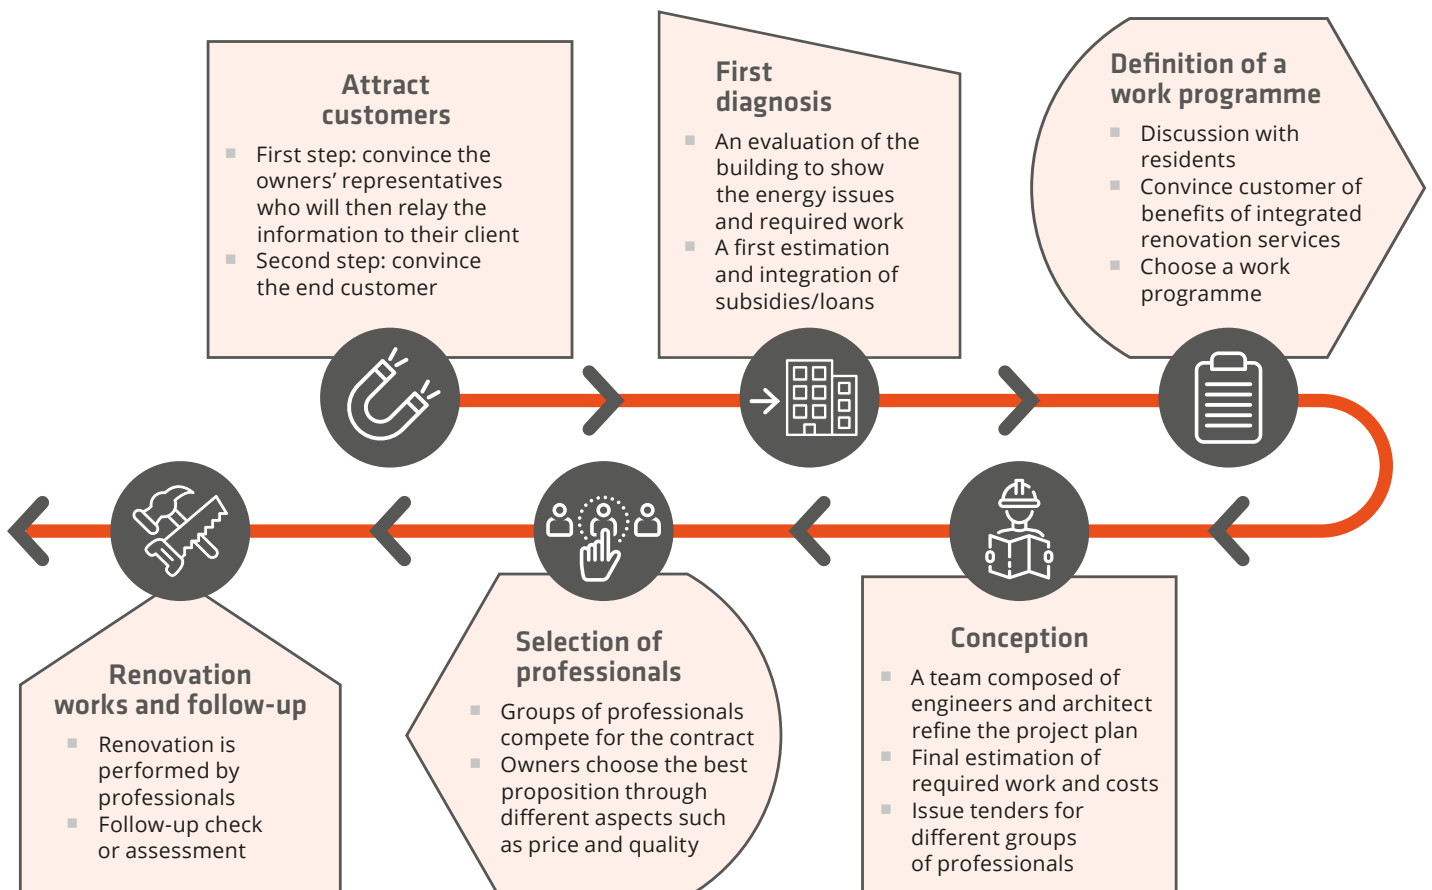 Attract
customers
First step: convince the
owners’ representatives
who will then relay the
information to their client
Second step: convince
the end customer
First
diagnosis
An evaluation of the
building to show
the energy issues
and required work
A first estimation
and integration of
subsidies/loans
Definition of a
work programme
Discussion with
residents
Convince customer of
benefits of integrated
renovation services
Choose a work
programme
Conception
A team composed of
engineers and architect
refine the project plan
Final estimation of
required work and costs
Issue tenders for
different groups
of professionals
Selection of
professionals
Groups of professionals
compete for the contract
Owners choose the best
proposition through
different aspects such
as price and quality
Renovation
works and follow-up
Renovation is
performed by
professionals
Follow-up check
or assessment